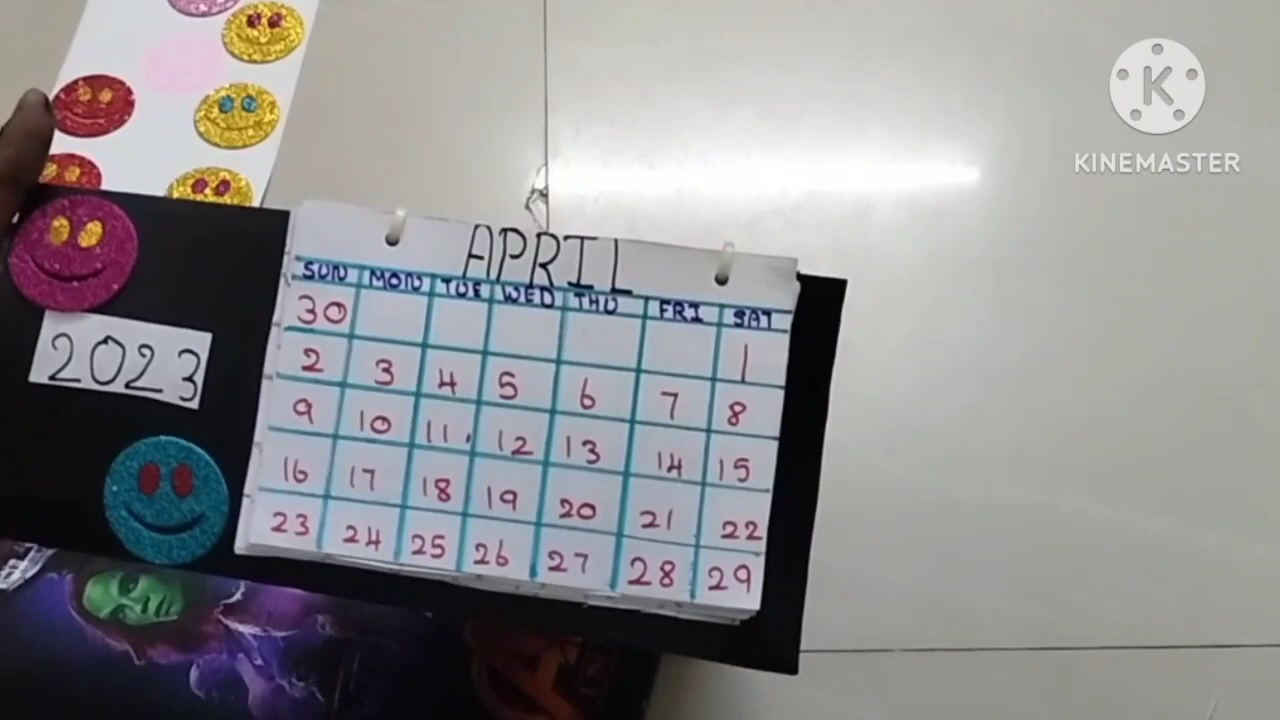 K
KINEMASTER
APRIL
SUN MON TUE WED THU FRI SAT
30 1
2 3 4 5 6 7 8
9 10 11. 12 13 14 15
16 17 18 19 20 21 22
23 24 25 26 27 28 29
2023